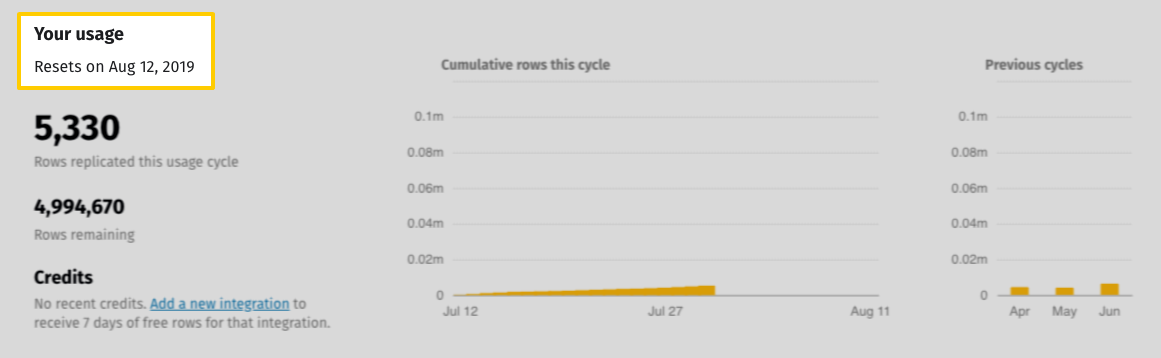 Your usage
Resets on Aug 12, 2019
5,330
Rows replicated this usage cycle
4,994,670
Rows remaining
Credits
No recent credits. Add a new integration to
receive 7 days of free rows for that integration.
Cumulative rows this cycle
0.1m
0.08m
0.06m
0.04m
0.02m
0
Jul 12
Jul 27
Aug 11
Previous cycles
0.1m
0.08m
0.06m
0.04m
0.02m
0
Apr
May
Jun